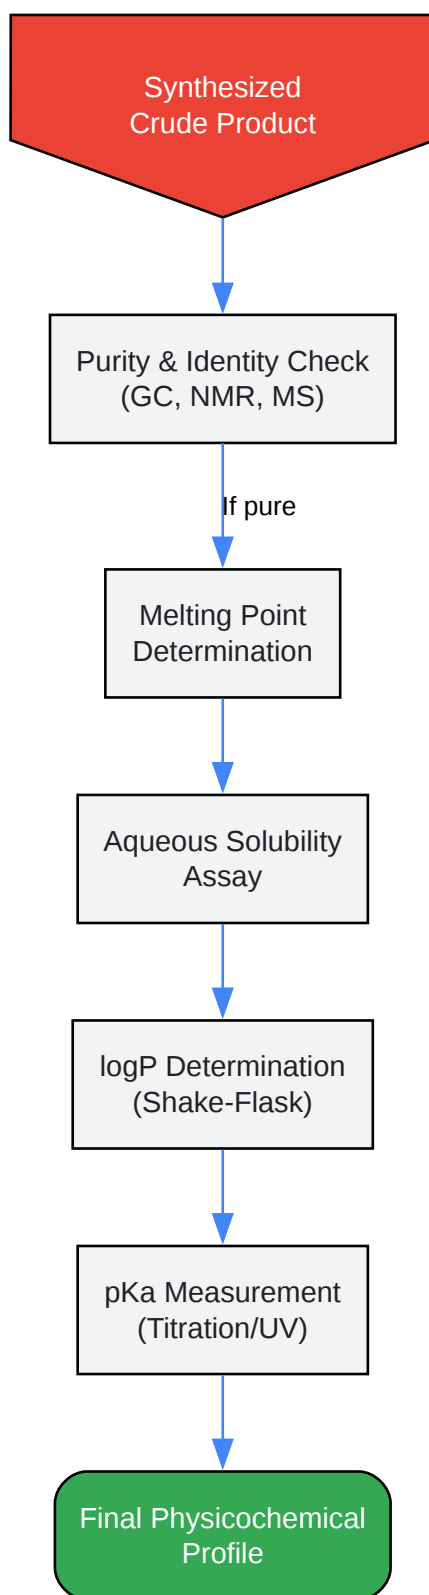 Synthesized
Crude Product
Purity & Identity Check
(GC, NMR, MS)
If pure
Melting Point
Determination
Aqueous Solubility
Assay
logP Determination
(Shake-Flask)
pKa Measurement
(Titration/UV)
Final Physicochemical
Profile